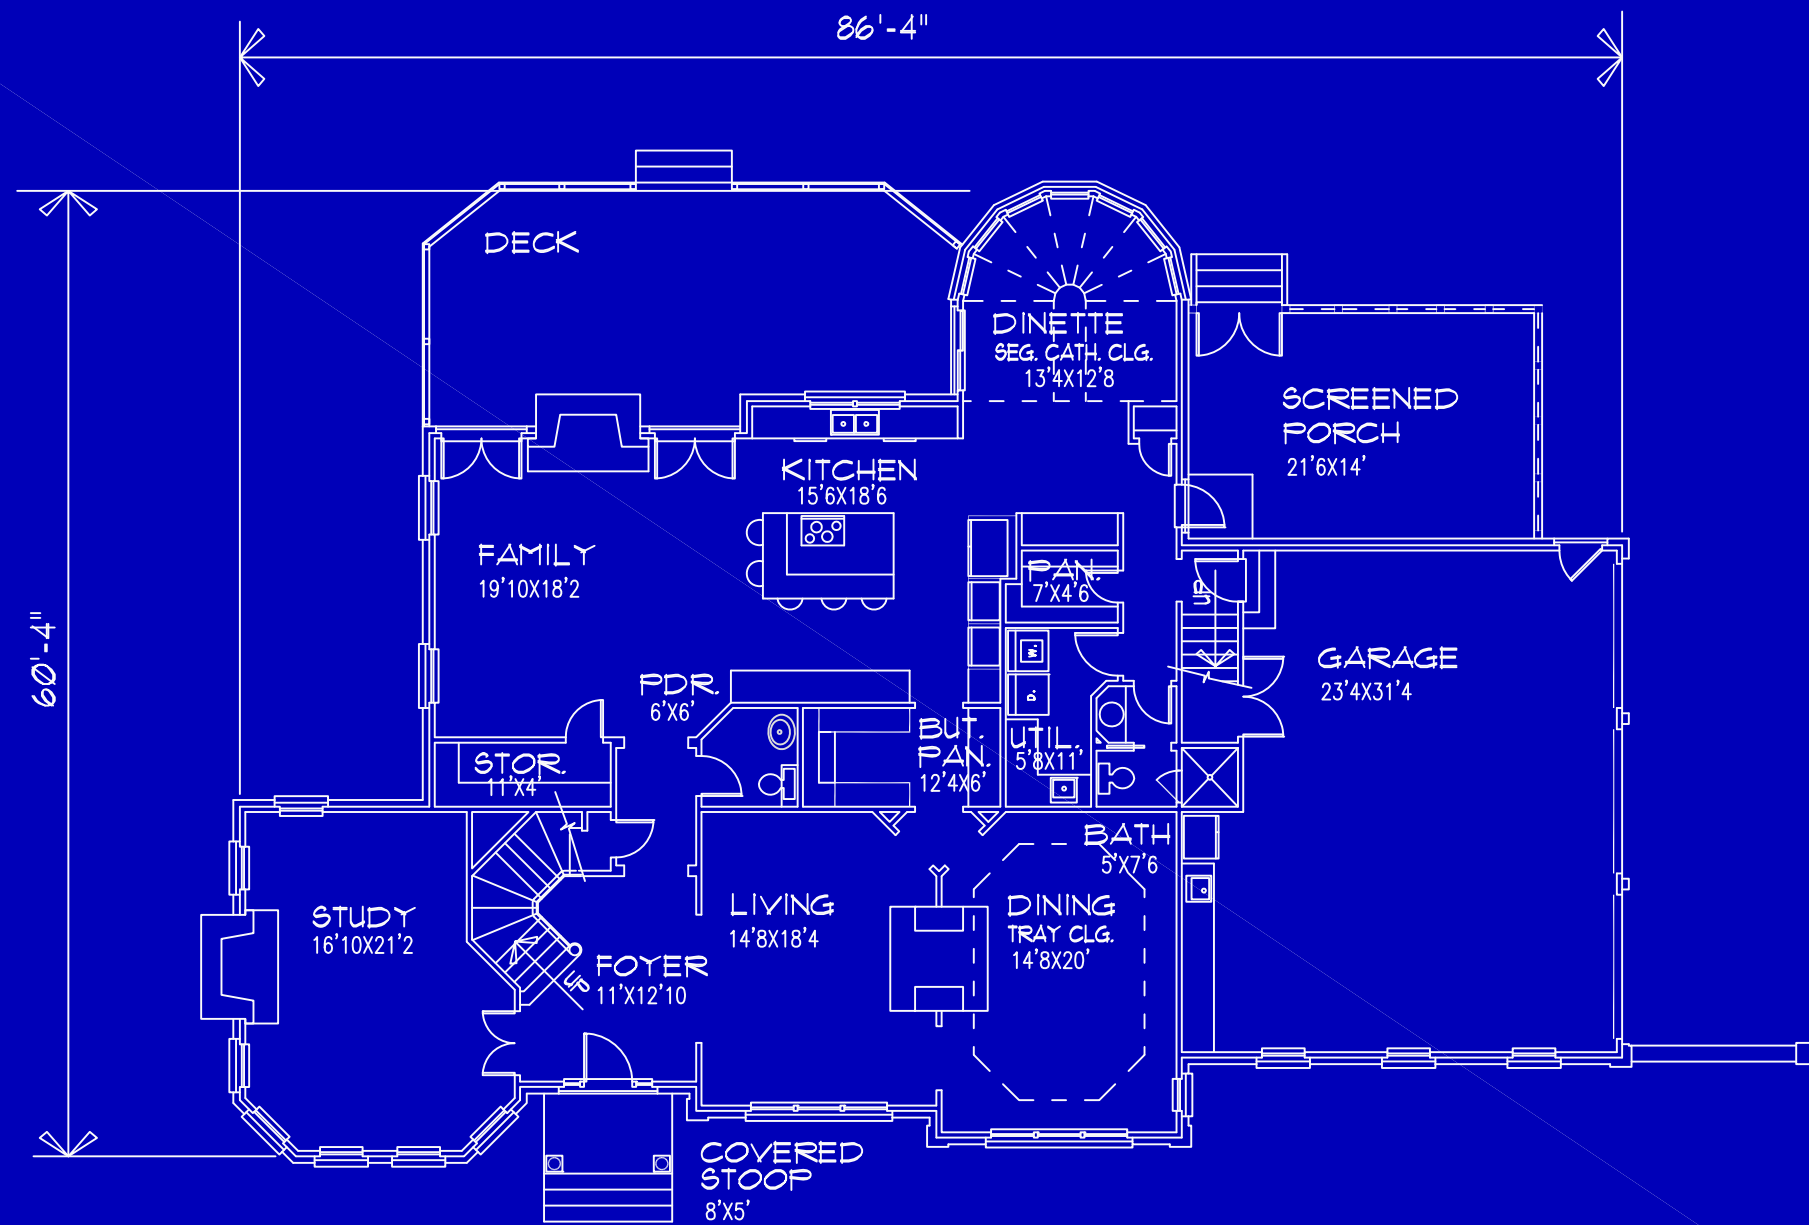 86'-4"
60'-4"
DECK
DINETTE
SEG. CATH. CLG.
13'4X12'8
SCREENED
PORCH
21'6X14'
KITCHEN
15'6X18'6
FAMILY
19'10X18'2
PAN.
7'X4'6
UP
W.
D.
GARAGE
23'4X31'4
PDR.
6'X6'
BUT.
PAN.
12'4X6'
UTIL.
5'8X11'
STOR.
11'X4'
BATH
5'X7'6
STUDY
16'10X21'2
LIVING
14'8X18'4
DINING
TRAY CLG.
14'8X20'
FOYER
11'X12'10
UP
COVERED
STOOP
8'X5'